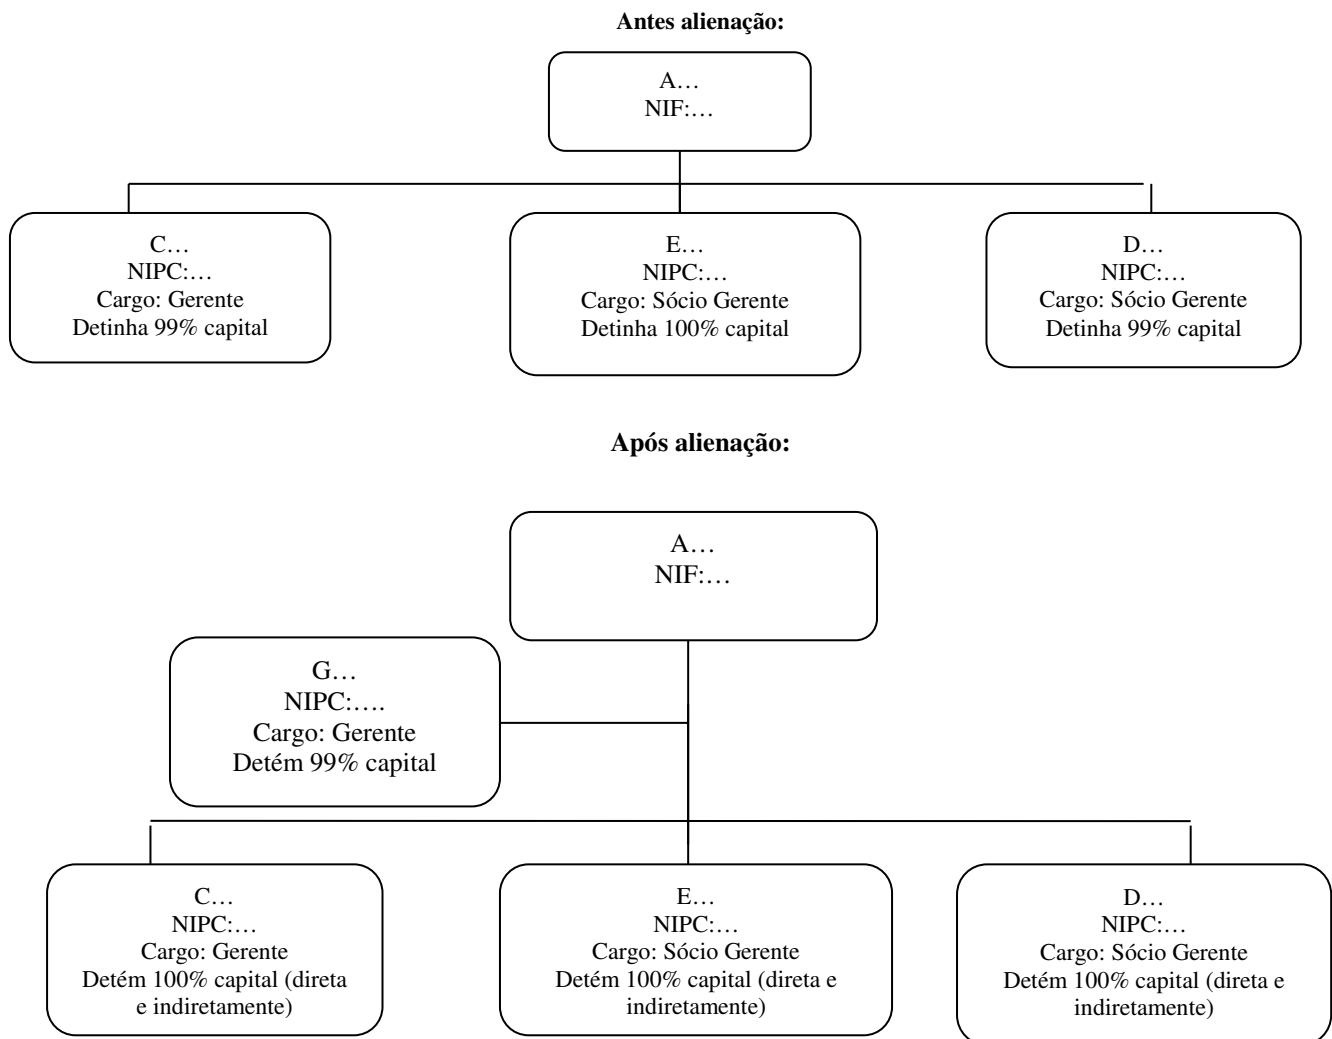 Antes alienação:
A…
NIF:…
C…
NIPC:…
Cargo: Gerente
Detinha 99% capital
E…
NIPC:…
Cargo: Sócio Gerente
Detinha 100% capital
D…
NIPC:…
Cargo: Sócio Gerente
Detinha 99% capital
Após alienação:
A…
NIF:…
G…
NIPC:….
Cargo: Gerente
Detém 99% capital
C…
NIPC:…
Cargo: Gerente
Detém 100% capital (direta
e indiretamente)
E…
NIPC:…
Cargo: Sócio Gerente
Detém 100% capital (direta e
indiretamente)
D…
NIPC:…
Cargo: Sócio Gerente
Detém 100% capital (direta e
indiretamente)